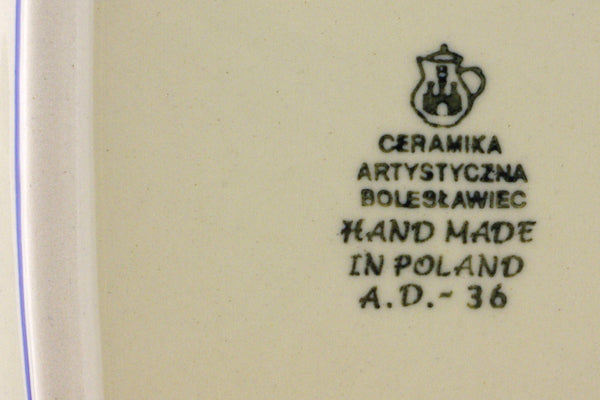 CERAMIKA
ARTYSTYCZNA
BOLESŁAWIEC
HAND MADE
IN POLAND
A.D.- 36